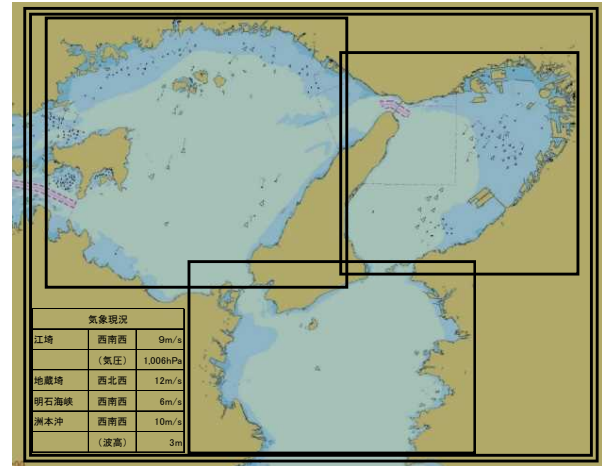 気象現況
江埼 西南西 9m/s
(気圧) 1,006hPa
地蔵埼 西北西 12m/s
明石海峡 西南西 6m/s
洲本沖 西南西 10m/s
(波高) 3m